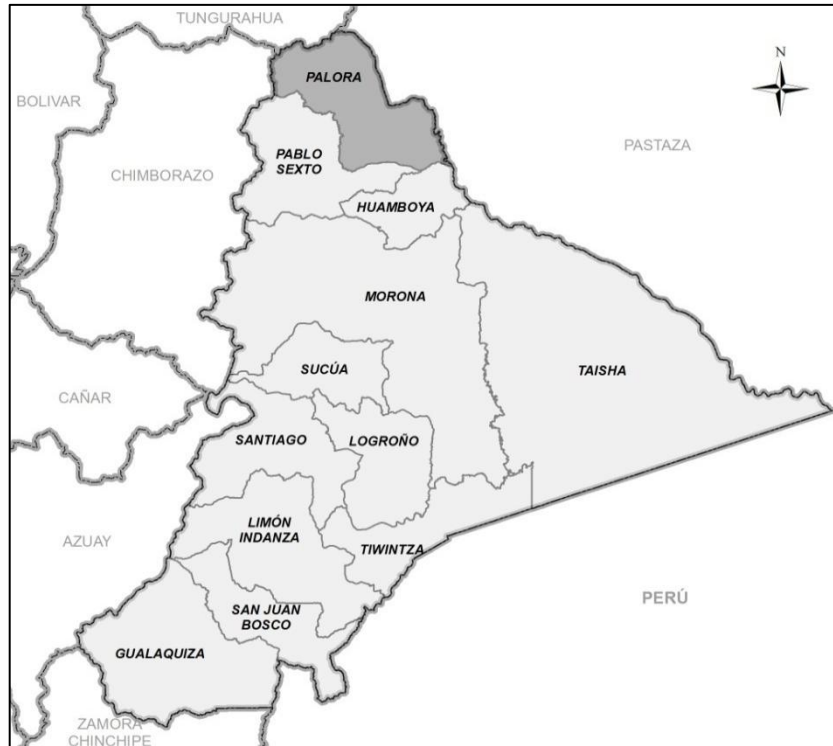 TUNGURAHUA
N
PALORA
BOLIVAR
PASTAZA
PABLO
SEXTO
CHIMBORAZO
HUAMBOYA
MORONA
SUCÚA
TAISHA
CAÑAR
SANTIAGO
LOGROÑO
LIMÓN
INDANZA
AZUAY
TIWINTZA
PERÚ
SAN JUAN
BOSCO
GUALAQUIZA
ZAMORA
CHINCHIPE